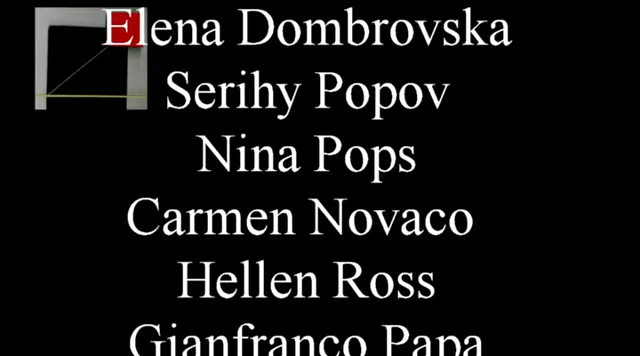 Elena Dombrovska
Serihy Popov
Nina Pops
Carmen Novaco
Hellen Ross
Gianfranco Papa